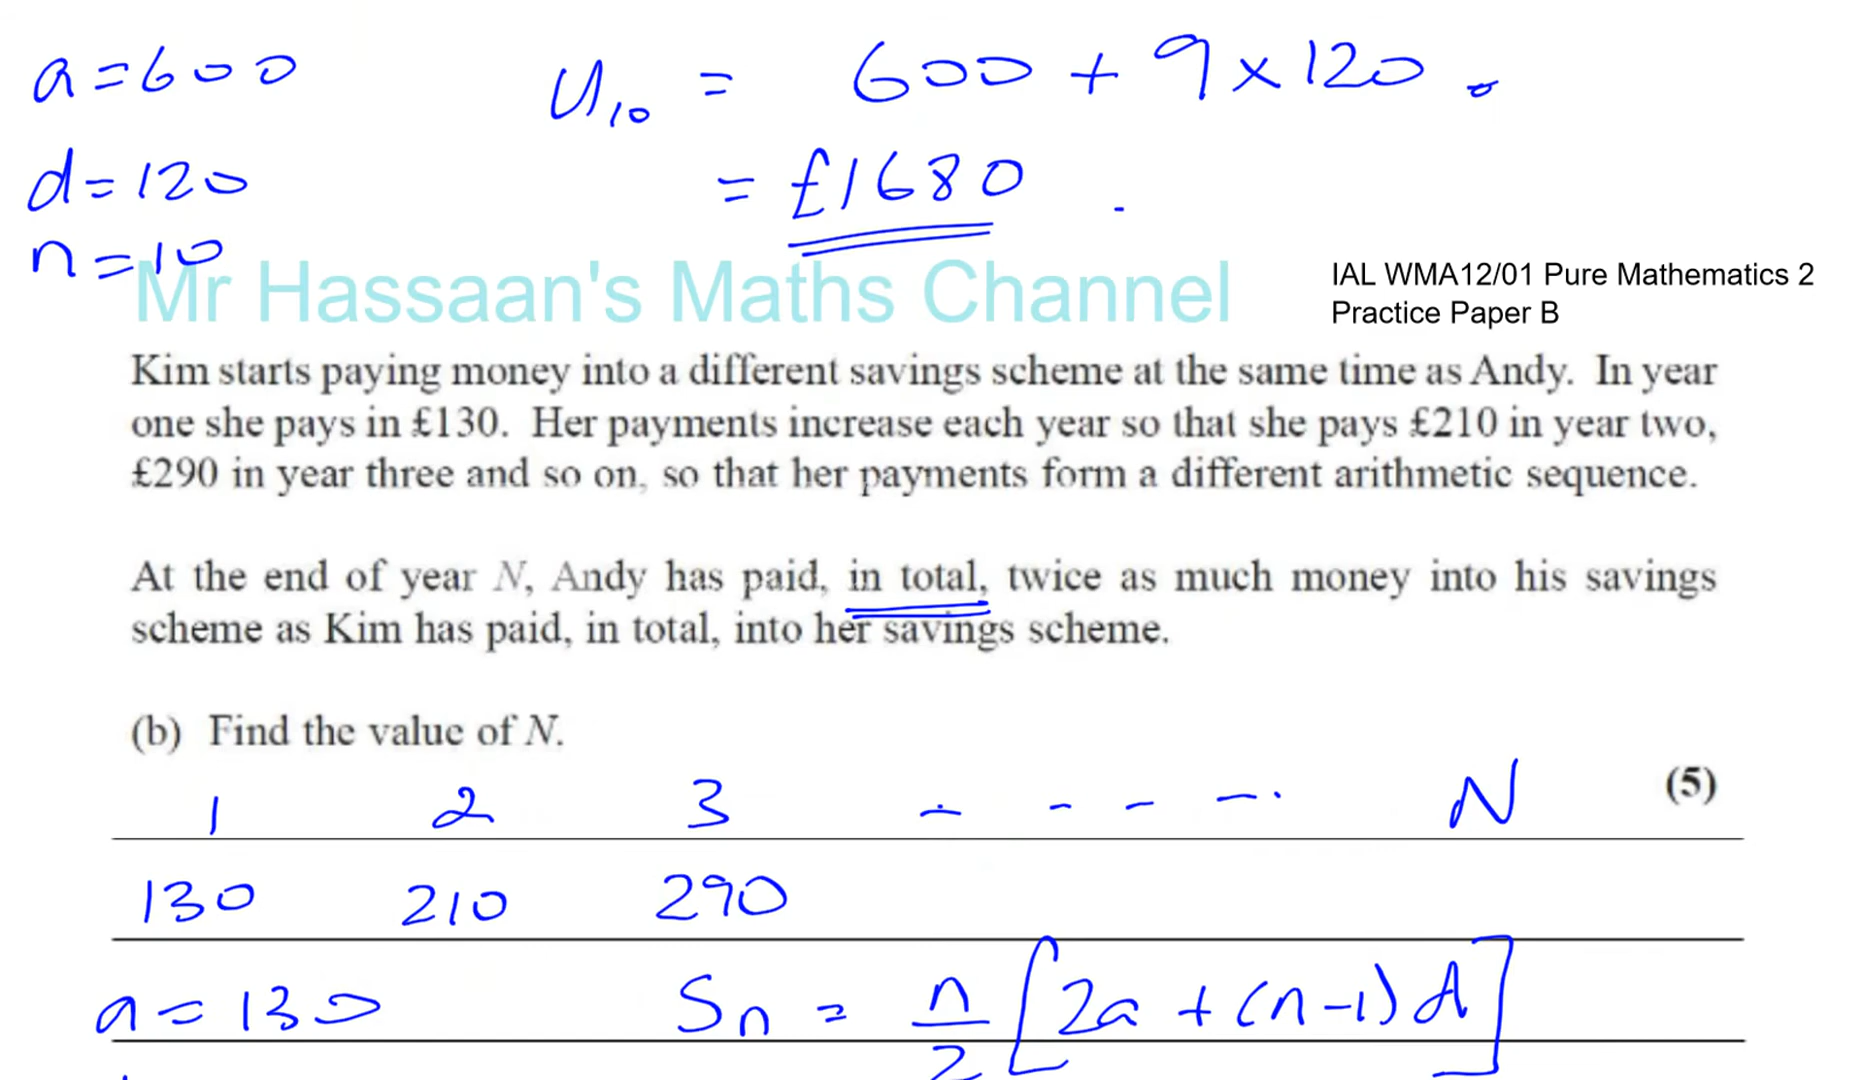 a = 600
U10 = 600 + 9 x 120 .
d = 120
= £1680
n = 10
Mr Hassaan's Maths Channel
IAL WMA12/01 Pure Mathematics 2
Practice Paper B
Kim starts paying money into a different savings scheme at the same time as Andy. In year
one she pays in £130. Her payments increase each year so that she pays £210 in year two,
£290 in year three and so on, so that her payments form a different arithmetic sequence.
At the end of year N, Andy has paid, in total, twice as much money into his savings
scheme as Kim has paid, in total, into her savings scheme.
(b) Find the value of N.
(5)
1 2 3 - - - - . N
130 210 290
a = 130
Sn = n/2 [2a + (n-1)d]